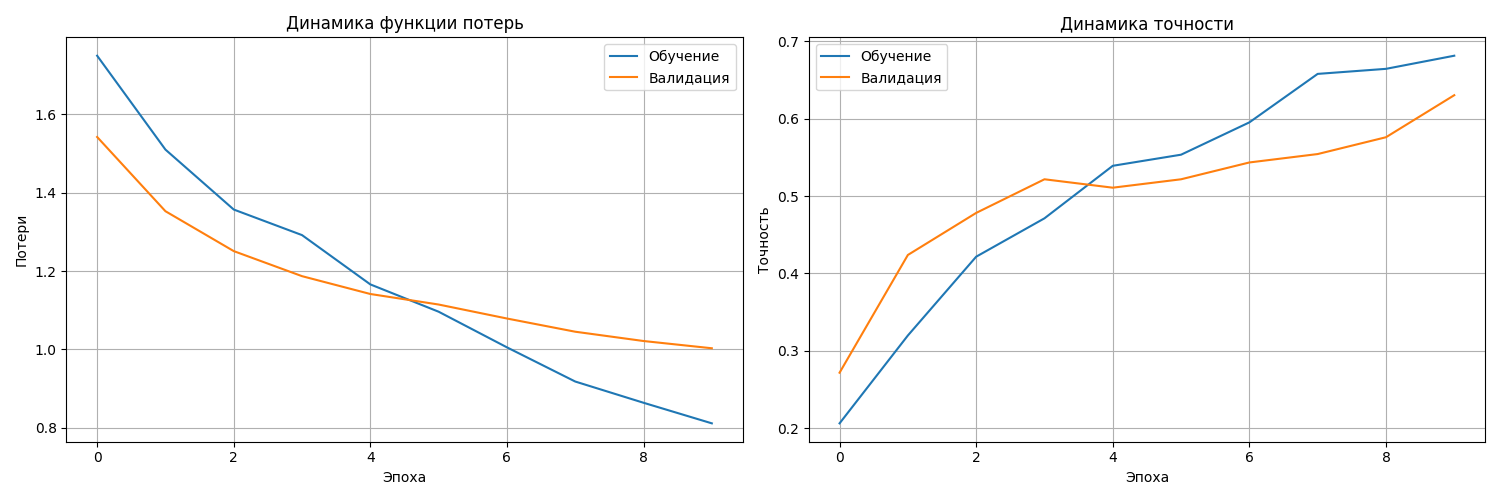 Динамика функции потерь
Обучение
Валидация
1.6
1.4
1.2
1.0
0.8
Потери
0 2 4 6 8
Эпоха
Динамика точности
Обучение
Валидация
0.7
0.6
0.5
0.4
0.3
0.2
Точность
0 2 4 6 8
Эпоха